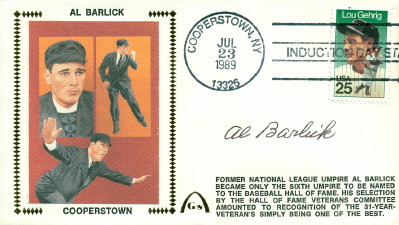 AL BARLICK
COOPERSTOWN
COOPERSTOWN, NY
JUL
23
1989
13326
INDUCTION DAY STA
Lou Gehrig
USA
25
Al Barlick
GS
FORMER NATIONAL LEAGUE UMPIRE AL BARLICK
BECAME ONLY THE SIXTH UMPIRE TO BE NAMED
TO THE BASEBALL HALL OF FAME. HIS SELECTION
BY THE HALL OF FAME VETERANS COMMITTEE
AMOUNTED TO RECOGNITION OF THE 31-YEAR-
VETERAN'S SIMPLY BEING ONE OF THE BEST.